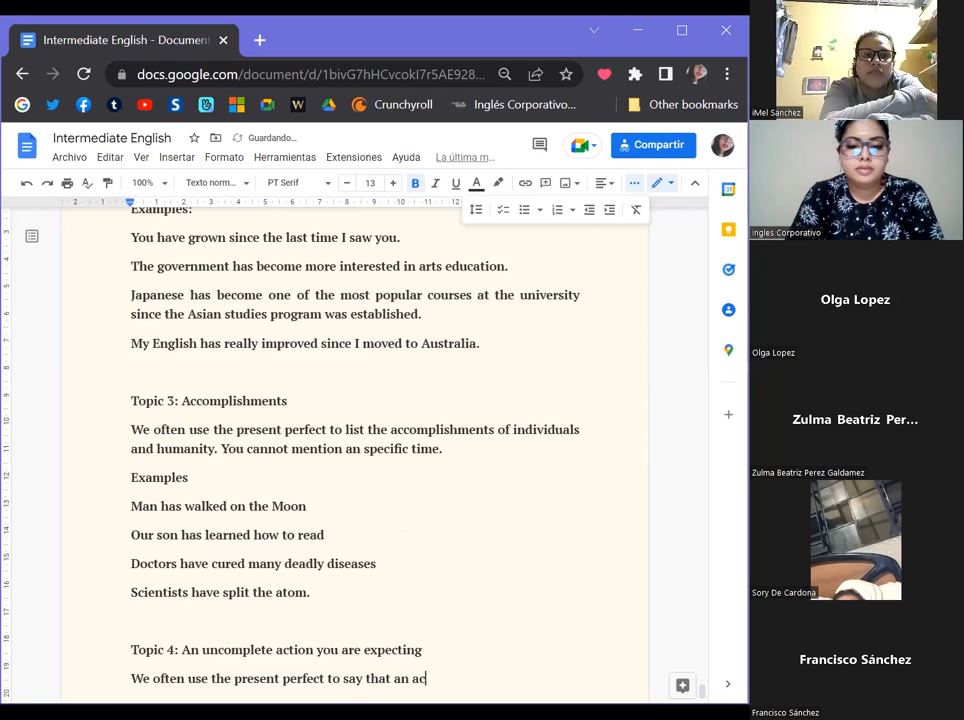 Intermediate English - Document
docs.google.com/document/d/1bivG7hHCvcokI7r5AE928...
Crunchyroll
Inglés Corporativo...
Other bookmarks
Intermediate English
Guardando...
Archivo Editar Ver Insertar Formato Herramientas Extensiones Ayuda La última m...
Compartir
100% Texto norm... PT Serif 13
Examples:
You have grown since the last time I saw you.
The government has become more interested in arts education.
Japanese has become one of the most popular courses at the university
since the Asian studies program was established.
My English has really improved since I moved to Australia.
Topic 3: Accomplishments
We often use the present perfect to list the accomplishments of individuals
and humanity. You cannot mention an specific time.
Examples
Man has walked on the Moon
Our son has learned how to read
Doctors have cured many deadly diseases
Scientists have split the atom.
Topic 4: An uncomplete action you are expecting
We often use the present perfect to say that an ac
iMel Sanchez
Ingles Corporativo
Olga Lopez
Olga Lopez
Zulma Beatriz Per...
Zulma Beatriz Perez Galdamez
Sory De Cardona
Francisco Sánchez
Francisco Sánchez